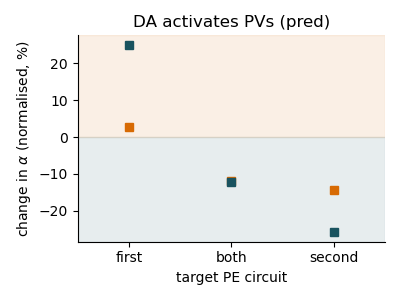 DA activates PVs (pred)
change in α (normalised, %)
20
10
0
−10
−20
first
both
second
target PE circuit